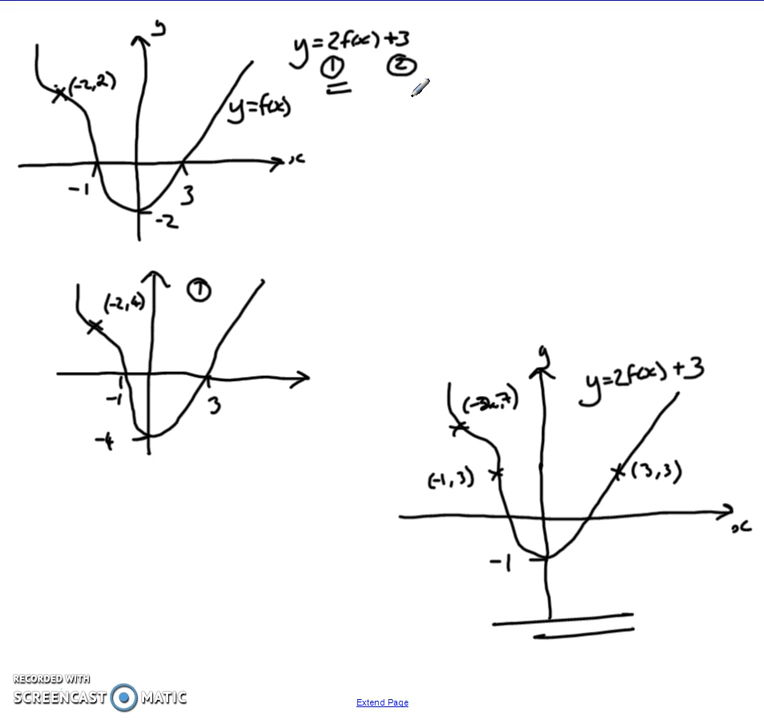 y
y=2f(x)+3
① ②
(-2,2)
y=f(x)
x
-1
3
-2
①
(-2,4)
-1
3
-4
y
y=2f(x)+3
(-1,3)
(3,3)
x
-1
RECORDED WITH
SCREENCAST MATIC
Extend Page